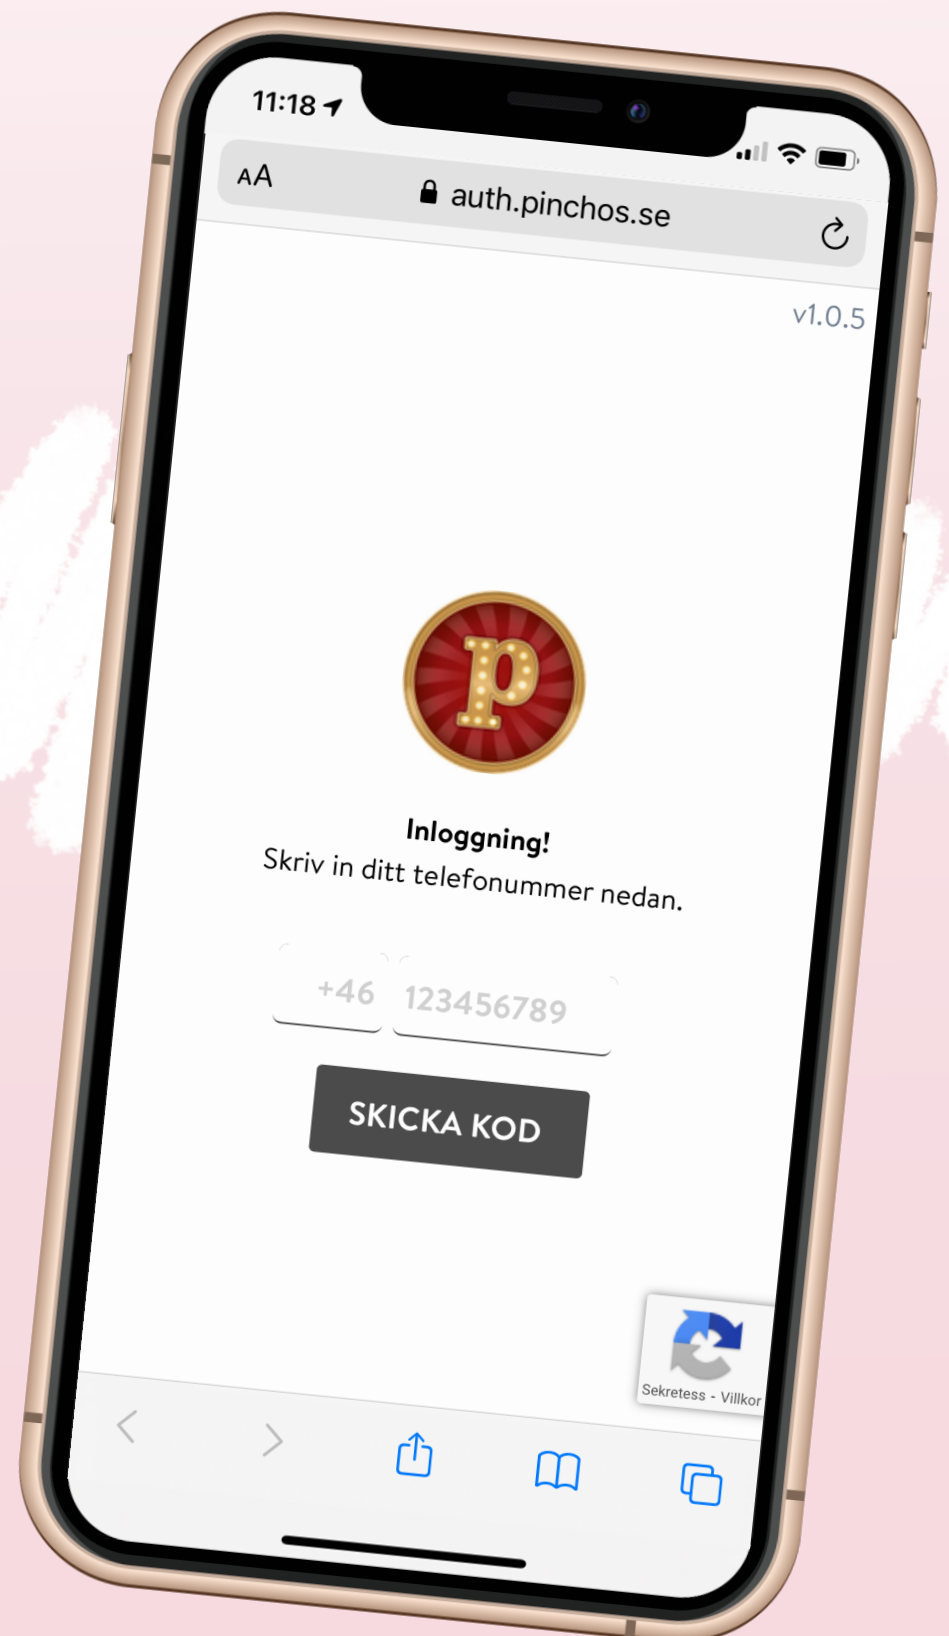 11:18
AA auth.pinchos.se
v1.0.5
p
Inloggning!
Skriv in ditt telefonummer nedan.
+46 123456789
SKICKA KOD
Sekretess - Villkor